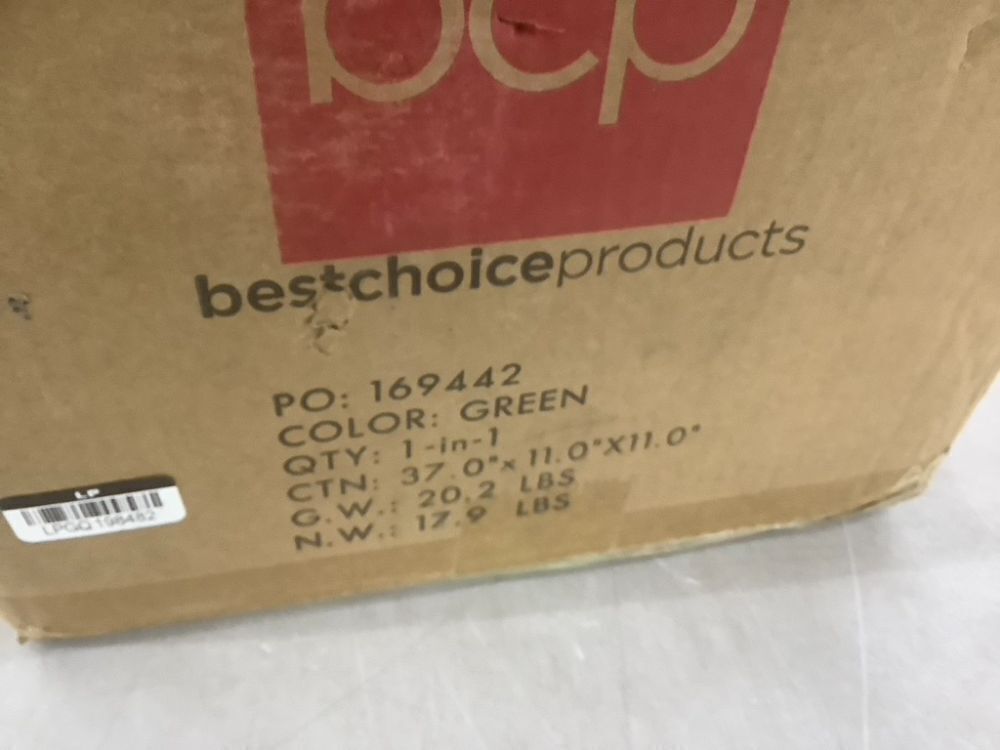 bcp
bestchoiceproducts
PO: 169442
COLOR: GREEN
QTY: 1-in-1
CTN: 37.0"x 11.0"X11.0"
G.W.: 20.2 LBS
N.W.: 17.9 LBS
LP
LPGQ198482